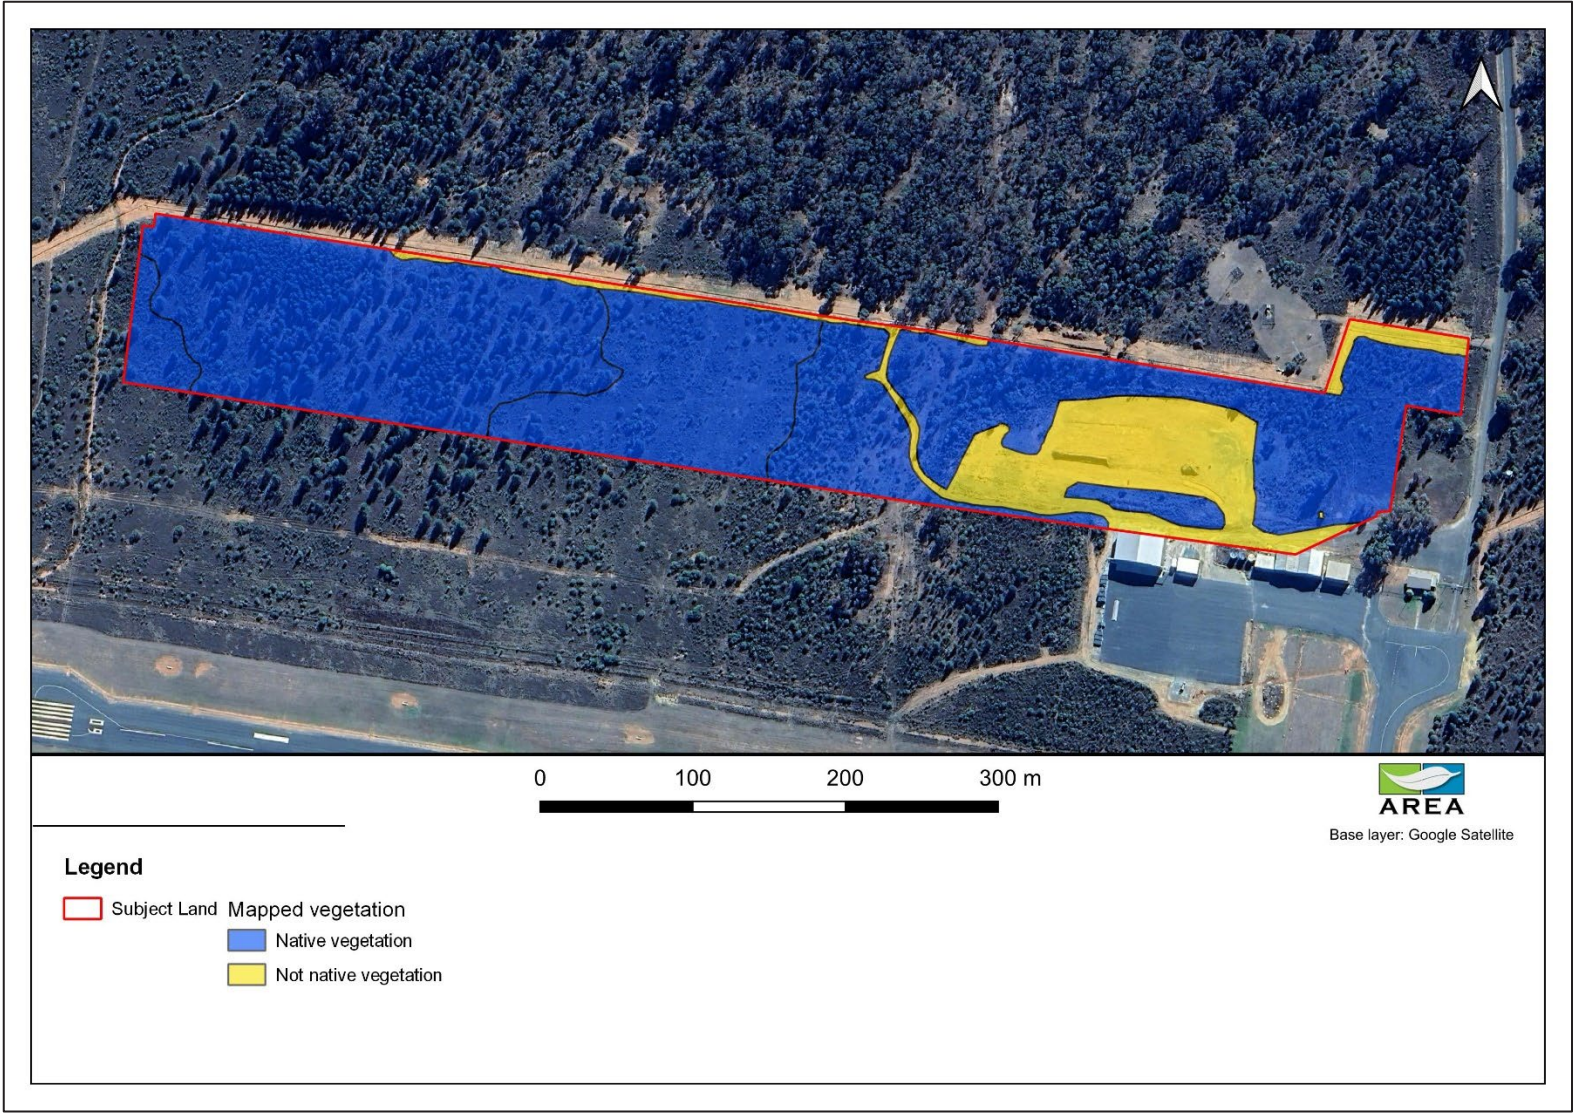 09
0 100 200 300 m
AREA
Base layer: Google Satellite
Legend
Subject Land Mapped vegetation
Native vegetation
Not native vegetation